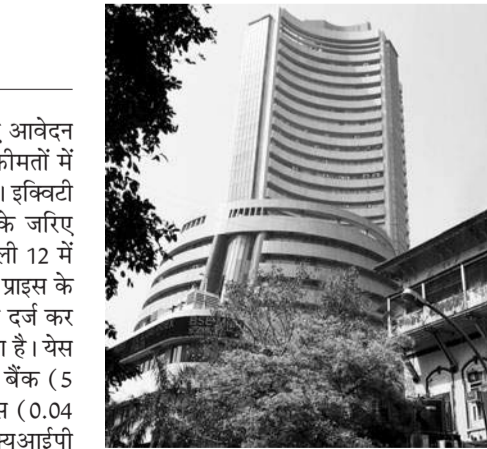 आवेदन
कीमतों में
। इक्विटी
के जरिए
ली 12 में
प्राइस के
दर्ज कर
है। येस
बैंक (5
स (0.04
क्यूआईपी